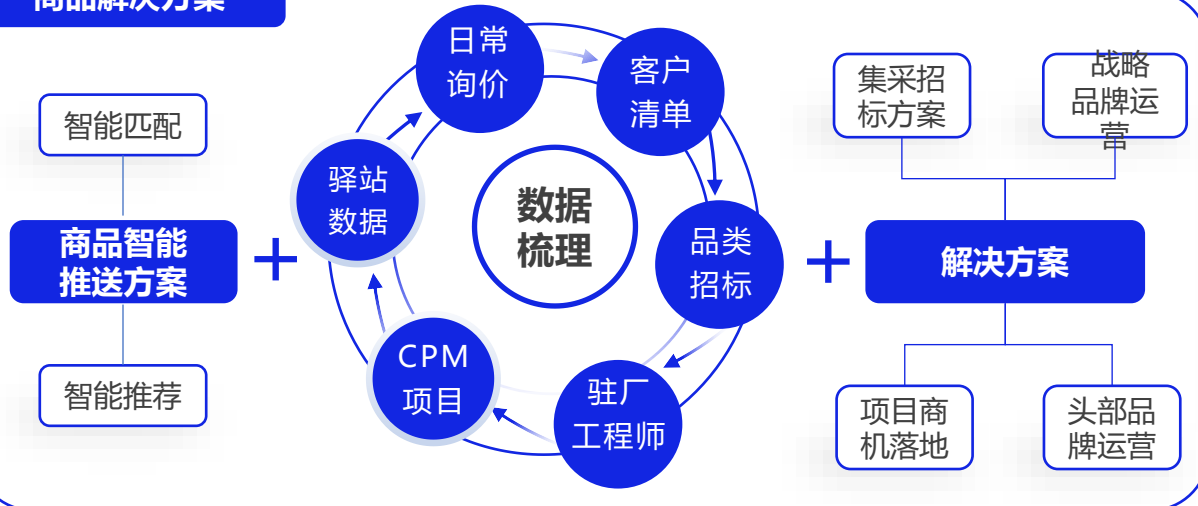 商品解决方案
智能匹配
商品智能
推送方案
智能推荐
日常
询价
客户
清单
品类
招标
驻厂
工程师
CPM
项目
驿站
数据
数据
梳理
集采招
标方案
战略
品牌运
营
解决方案
项目商
机落地
头部品
牌运营